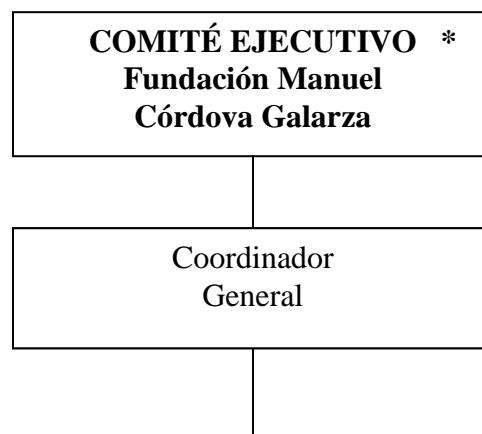 COMITÉ EJECUTIVO *
Fundación Manuel
Córdova Galarza
Coordinador
General